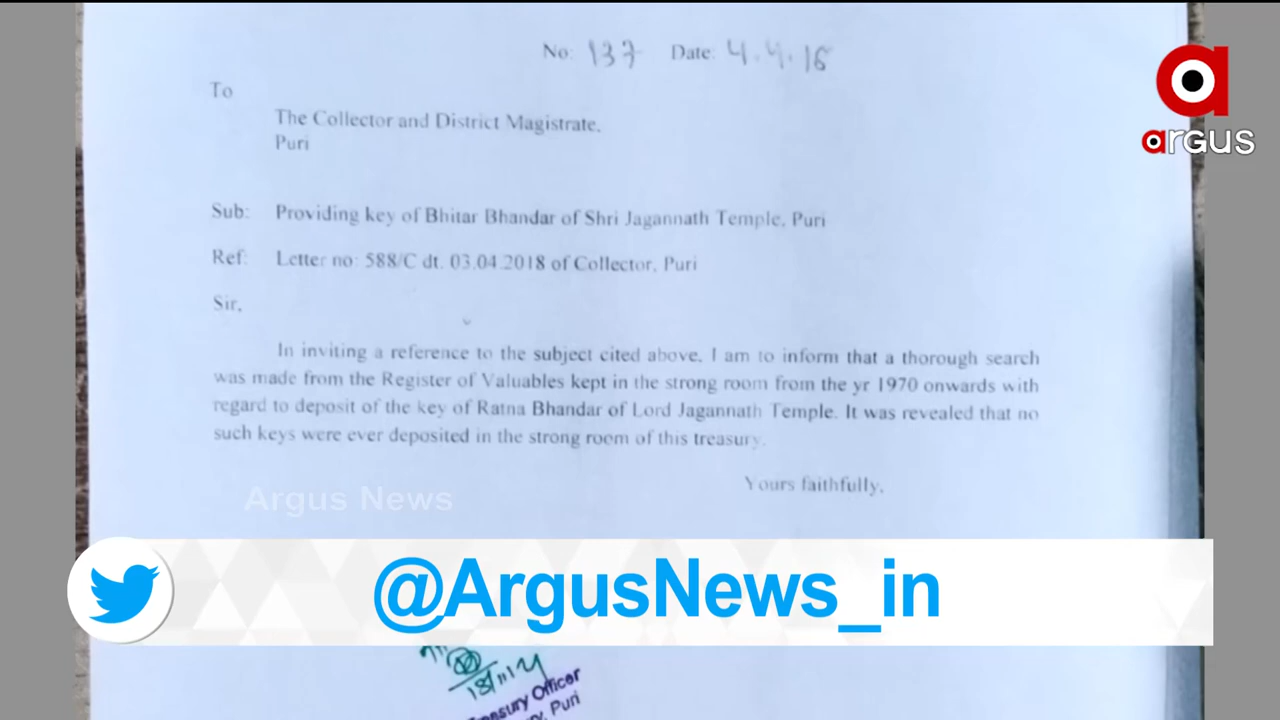 No: 137 Date: 4.4.18
argus
To
The Collector and District Magistrate,
Puri
Sub: Providing key of Bhitar Bhandar of Shri Jagannath Temple, Puri
Ref: Letter no: 588/C dt. 03.04.2018 of Collector, Puri
Sir,
In inviting a reference to the subject cited above, I am to inform that a thorough search
was made from the Register of Valuables kept in the strong room from the yr 1970 onwards with
regard to deposit of the key of Ratna Bhandar of Lord Jagannath Temple. It was revealed that no
such keys were ever deposited in the strong room of this treasury.
Yours faithfully,
Argus News
@ArgusNews_in
Officer
Puri